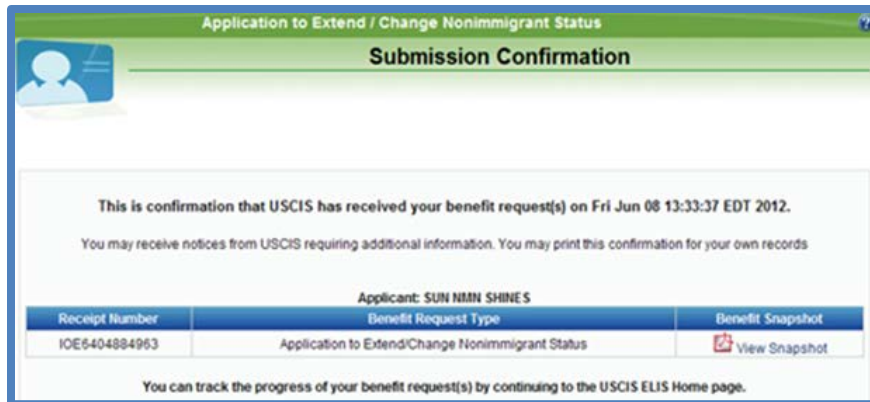 Application to Extend / Change Nonimmigrant Status
?
Submission Confirmation
This is confirmation that USCIS has received your benefit request(s) on Fri Jun 08 13:33:37 EDT 2012.
You may receive notices from USCIS requiring additional information. You may print this confirmation for your own records
Applicant: SUN NMN SHINES
Receipt Number Benefit Request Type Benefit Snapshot
IOE6404884963 Application to Extend/Change Nonimmigrant Status View Snapshot
You can track the progress of your benefit request(s) by continuing to the USCIS ELIS Home page.